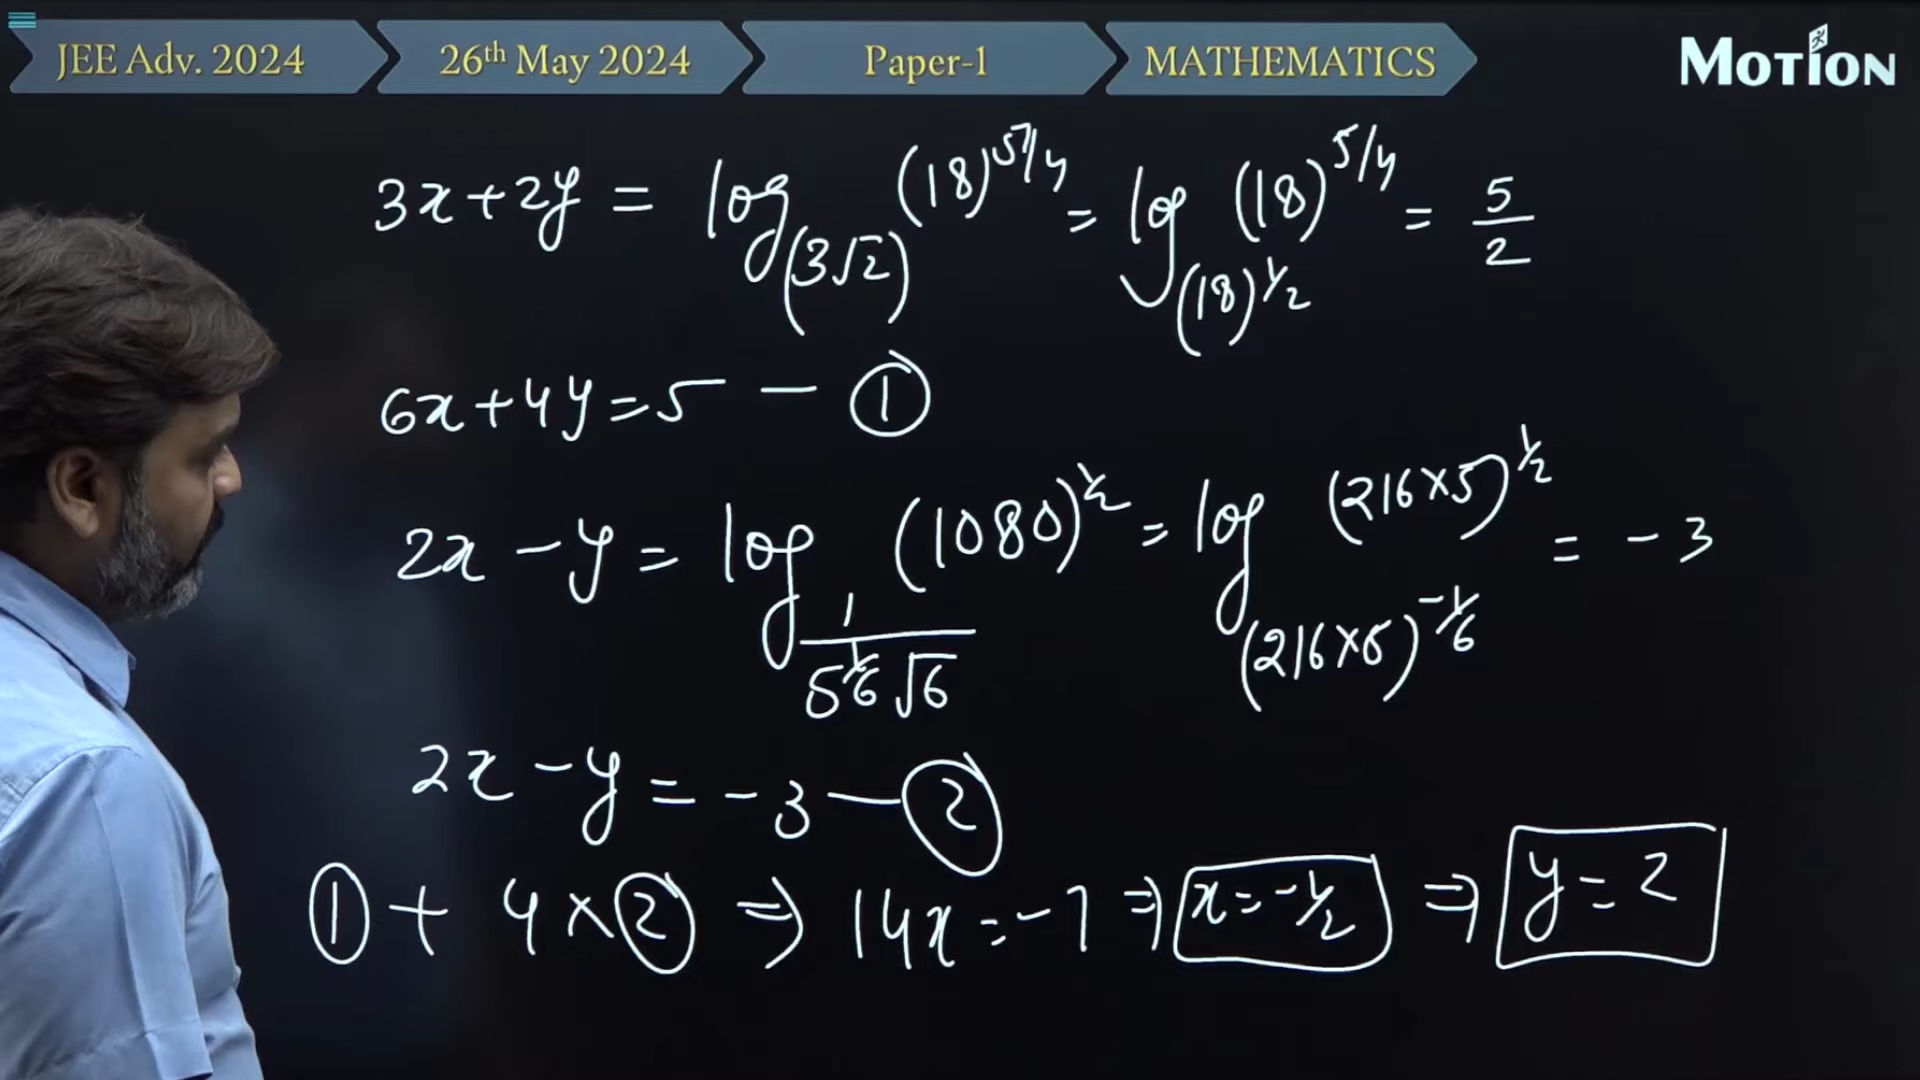 JEE Adv. 2024 26th May 2024 Paper-1 MATHEMATICS MOTION
3x+2y = log_(3√2) (18)^5/4 = log_(18)^1/2 (18)^5/4 = 5/2
6x+4y=5 — ①
2x - y = log_1/(5^1/6 √6) (1080)^1/2 = log_(216×5)^-1/6 (216×5)^1/2 = -3
2x - y = -3 — ②
① + 4×② ⇒ 14x = -7 ⇒ x = -1/2 ⇒ y = 2